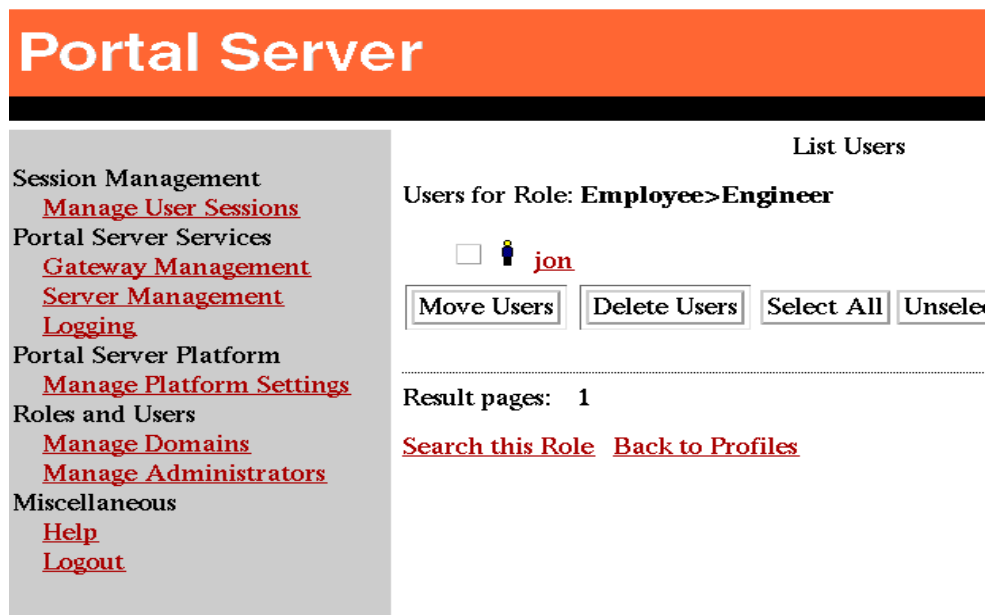 Portal Server
Session Management
Manage User Sessions
Portal Server Services
Gateway Management
Server Management
Logging
Portal Server Platform
Manage Platform Settings
Roles and Users
Manage Domains
Manage Administrators
Miscellaneous
Help
Logout
List Users
Users for Role: Employee>Engineer
jon
Move Users Delete Users Select All
Result pages: 1
Search this Role Back to Profiles